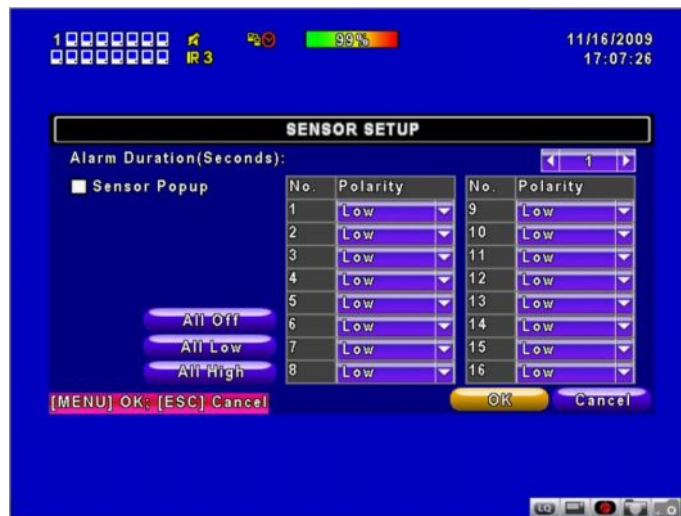 1
IR 3
99%
11/16/2009
17:07:26
SENSOR SETUP
Alarm Duration(Seconds):
1
Sensor Popup
No. Polarity No. Polarity
1 Low 9 Low
2 Low 10 Low
3 Low 11 Low
4 Low 12 Low
5 Low 13 Low
6 Low 14 Low
7 Low 15 Low
8 Low 16 Low
All Off
All Low
All High
[MENU] OK; [ESC] Cancel
OK
Cancel
LQ